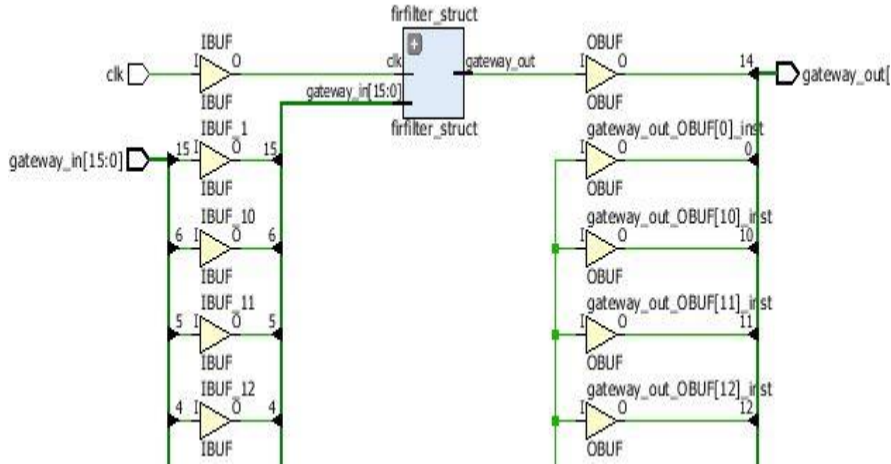 firfilter_struct
IBUF
OBUF
clk
I
O
clk
gateway_out
I
O
14
gateway_out[
IBUF
gateway_in[15:0]
OBUF
IBUF_1
firfilter_struct
gateway_out_OBUF[0]_inst
gateway_in[15:0]
15
I
O
15
I
O
0
IBUF
OBUF
IBUF_10
gateway_out_OBUF[10]_inst
6
I
O
6
I
O
10
IBUF
OBUF
IBUF_11
gateway_out_OBUF[11]_inst
5
I
O
5
I
O
11
IBUF
OBUF
IBUF_12
gateway_out_OBUF[12]_inst
4
I
O
4
I
O
12
IBUF
OBUF